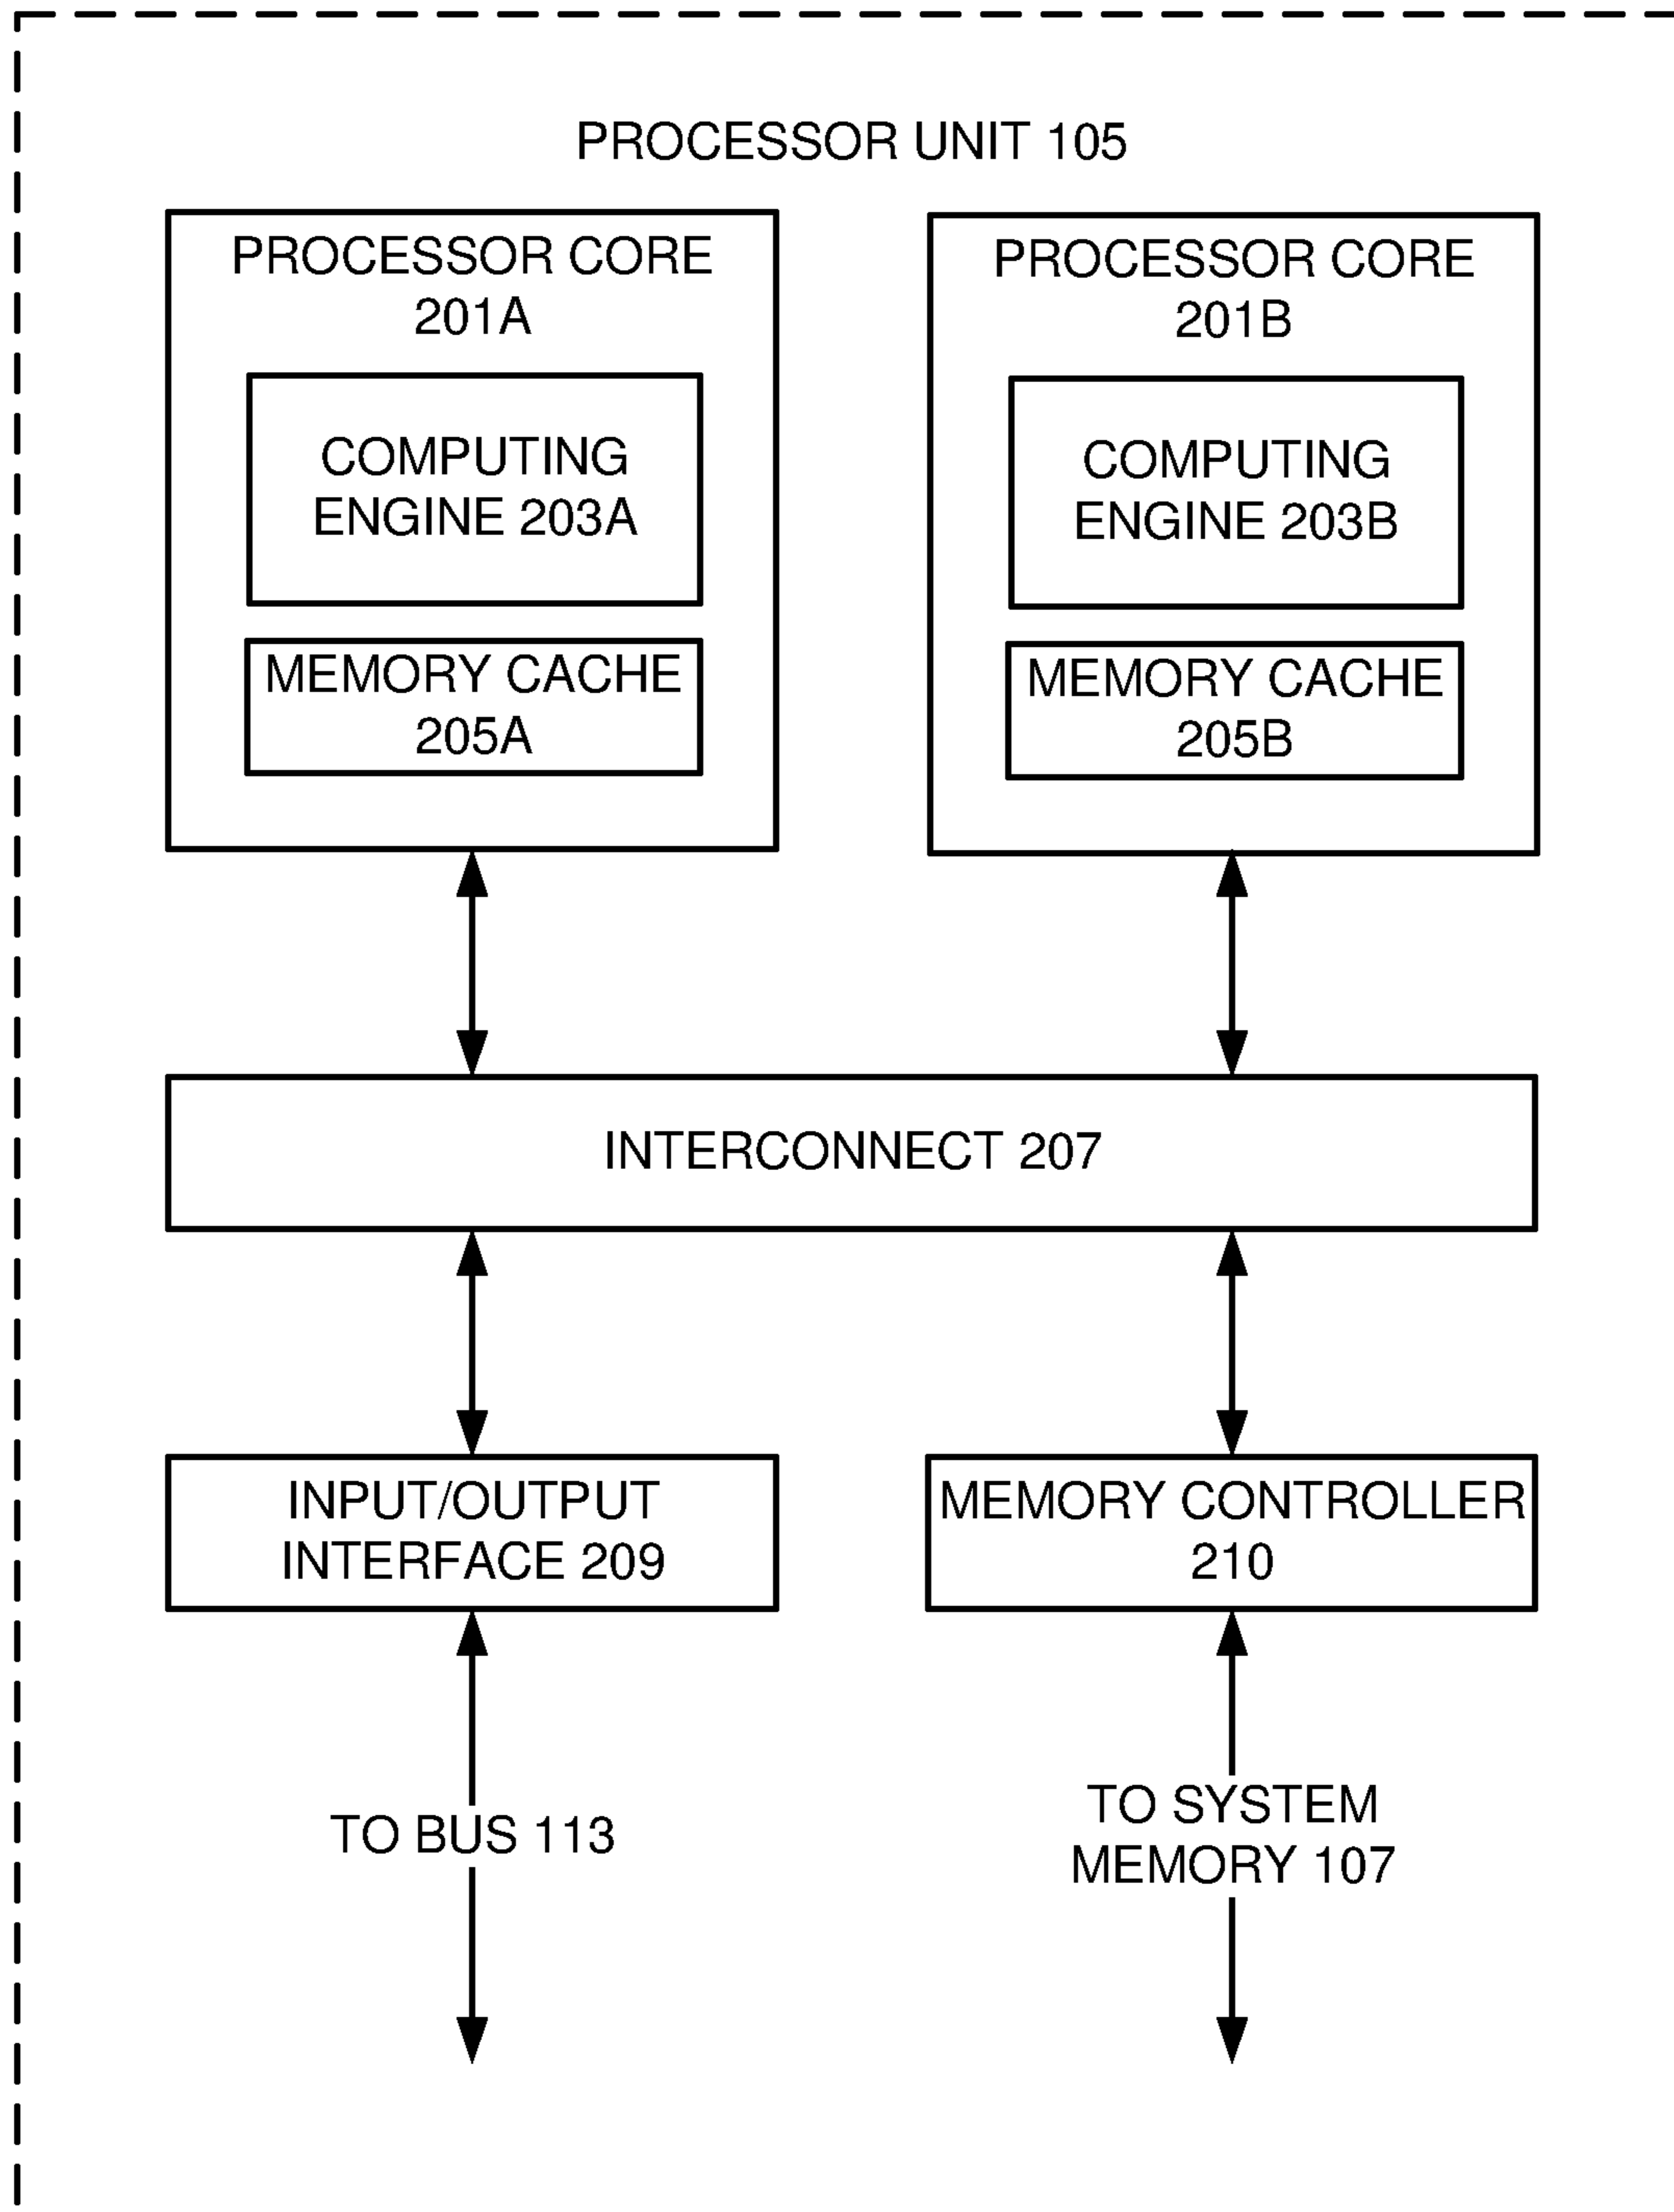 PROCESSOR UNIT 105
PROCESSOR CORE
201A
COMPUTING
ENGINE 203A
MEMORY CACHE
205A
PROCESSOR CORE
201B
COMPUTING
ENGINE 203B
MEMORY CACHE
205B
INTERCONNECT 207
INPUT/OUTPUT
INTERFACE 209
MEMORY CONTROLLER
210
TO BUS 113
TO SYSTEM
MEMORY 107